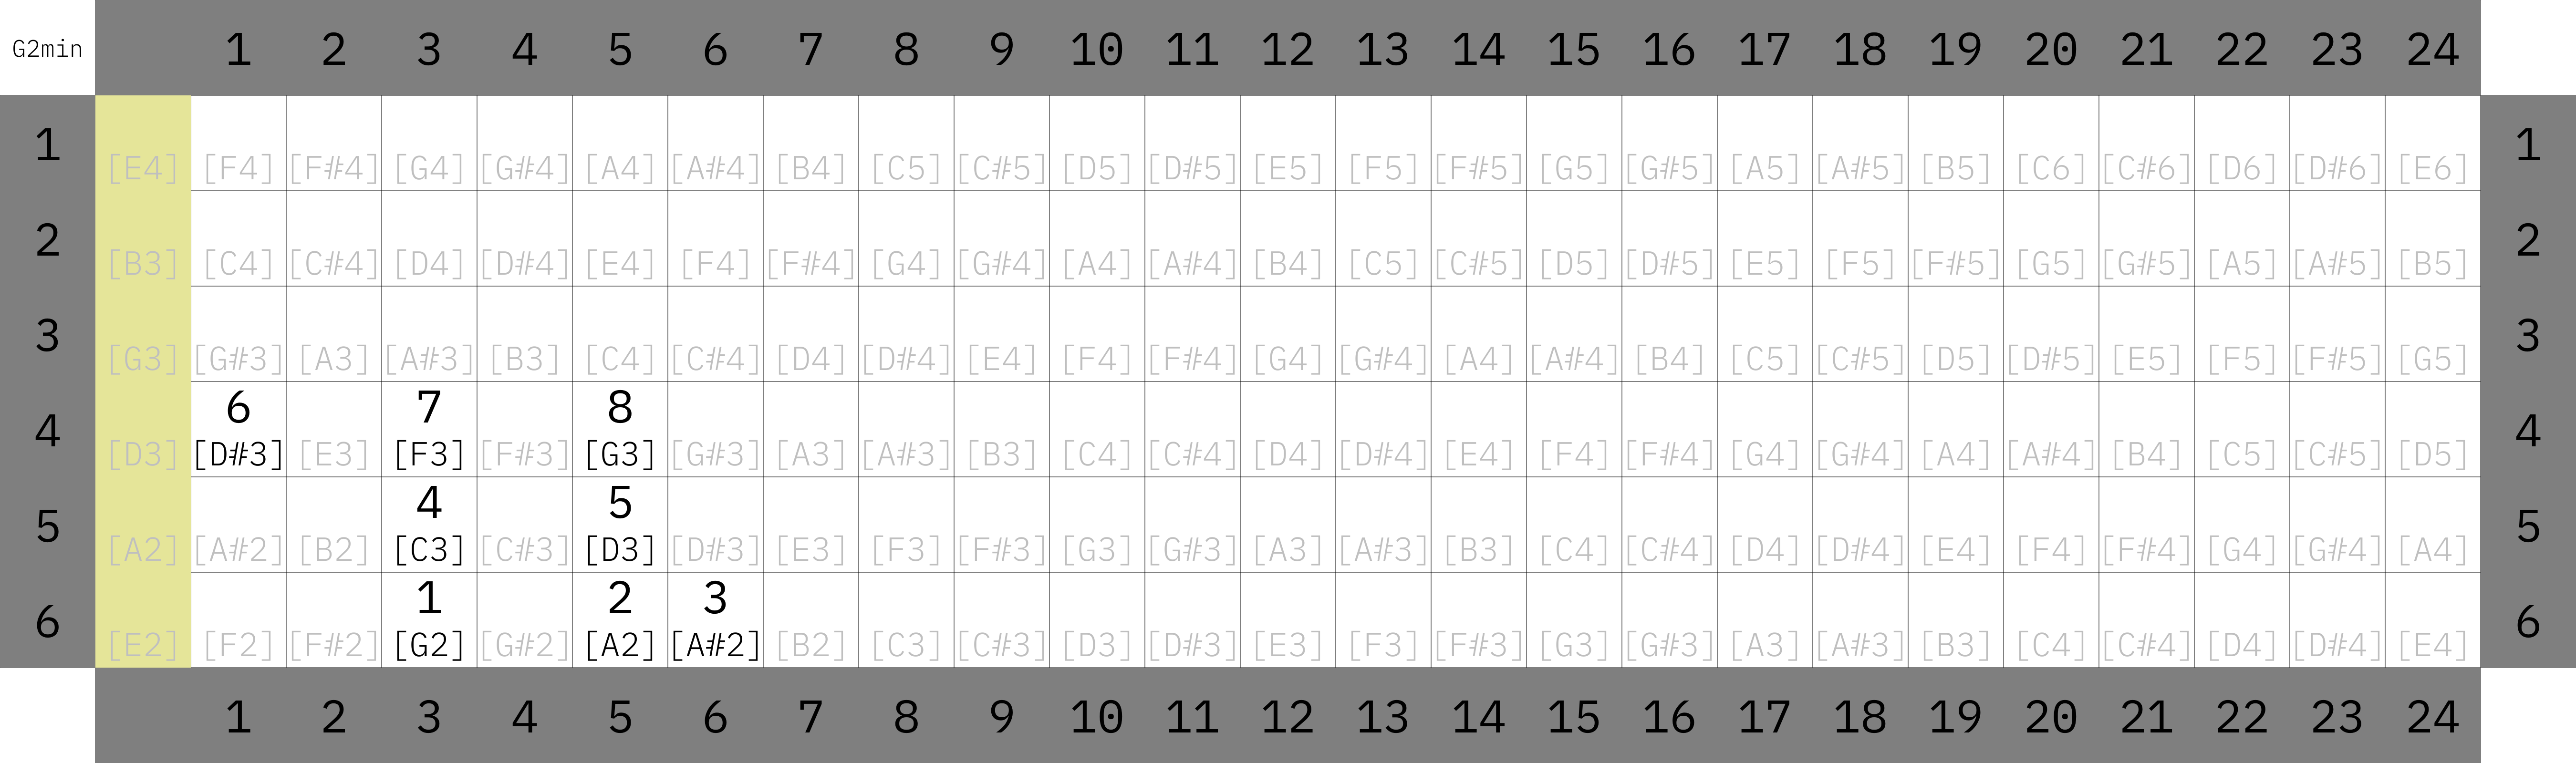 G2min 1 2 3 4 5 6 7 8 9 10 11 12 13 14 15 16 17 18 19 20 21 22 23 24
1 [E4] [F4] [F#4] [G4] [G#4] [A4] [A#4] [B4] [C5] [C#5] [D5] [D#5] [E5] [F5] [F#5] [G5] [G#5] [A5] [A#5] [B5] [C6] [C#6] [D6] [D#6] [E6] 1
2 [B3] [C4] [C#4] [D4] [D#4] [E4] [F4] [F#4] [G4] [G#4] [A4] [A#4] [B4] [C5] [C#5] [D5] [D#5] [E5] [F5] [F#5] [G5] [G#5] [A5] [A#5] [B5] 2
3 [G3] [G#3] [A3] [A#3] [B3] [C4] [C#4] [D4] [D#4] [E4] [F4] [F#4] [G4] [G#4] [A4] [A#4] [B4] [C5] [C#5] [D5] [D#5] [E5] [F5] [F#5] [G5] 3
6 7 8
4 [D3] [D#3] [E3] [F3] [F#3] [G3] [G#3] [A3] [A#3] [B3] [C4] [C#4] [D4] [D#4] [E4] [F4] [F#4] [G4] [G#4] [A4] [A#4] [B4] [C5] [C#5] [D5] 4
4 5
5 [A2] [A#2] [B2] [C3] [C#3] [D3] [D#3] [E3] [F3] [F#3] [G3] [G#3] [A3] [A#3] [B3] [C4] [C#4] [D4] [D#4] [E4] [F4] [F#4] [G4] [G#4] [A4] 5
1 2 3
6 [E2] [F2] [F#2] [G2] [G#2] [A2] [A#2] [B2] [C3] [C#3] [D3] [D#3] [E3] [F3] [F#3] [G3] [G#3] [A3] [A#3] [B3] [C4] [C#4] [D4] [D#4] [E4] 6
1 2 3 4 5 6 7 8 9 10 11 12 13 14 15 16 17 18 19 20 21 22 23 24